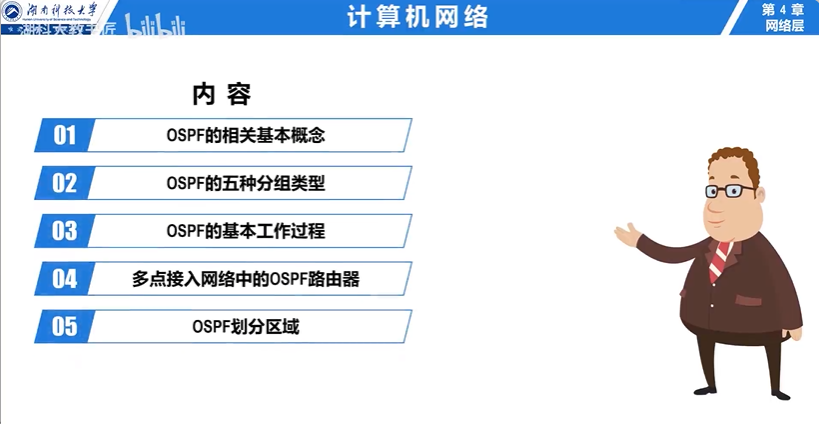 湖南科技大学
计算机网络
第 4 章
网络层
湖科大教书匠 bilibili
内 容
01 OSPF的相关基本概念
02 OSPF的五种分组类型
03 OSPF的基本工作过程
04 多点接入网络中的OSPF路由器
05 OSPF划分区域